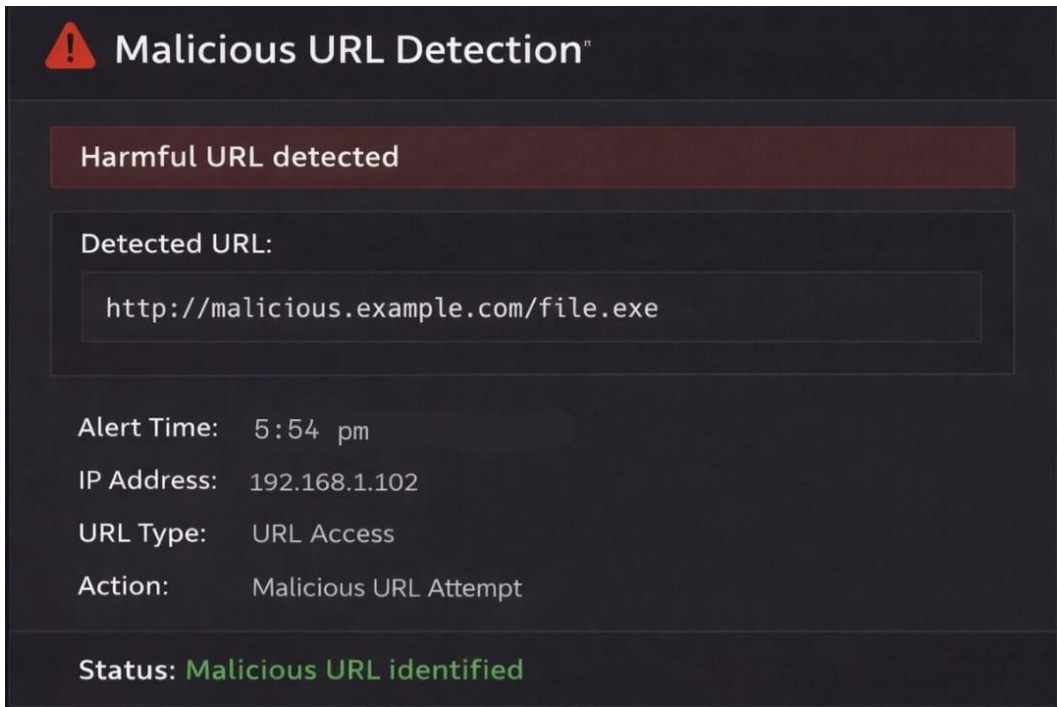 Malicious URL Detection
Harmful URL detected
Detected URL:
http://malicious.example.com/file.exe
Alert Time: 5:54 pm
IP Address: 192.168.1.102
URL Type: URL Access
Action: Malicious URL Attempt
Status: Malicious URL identified